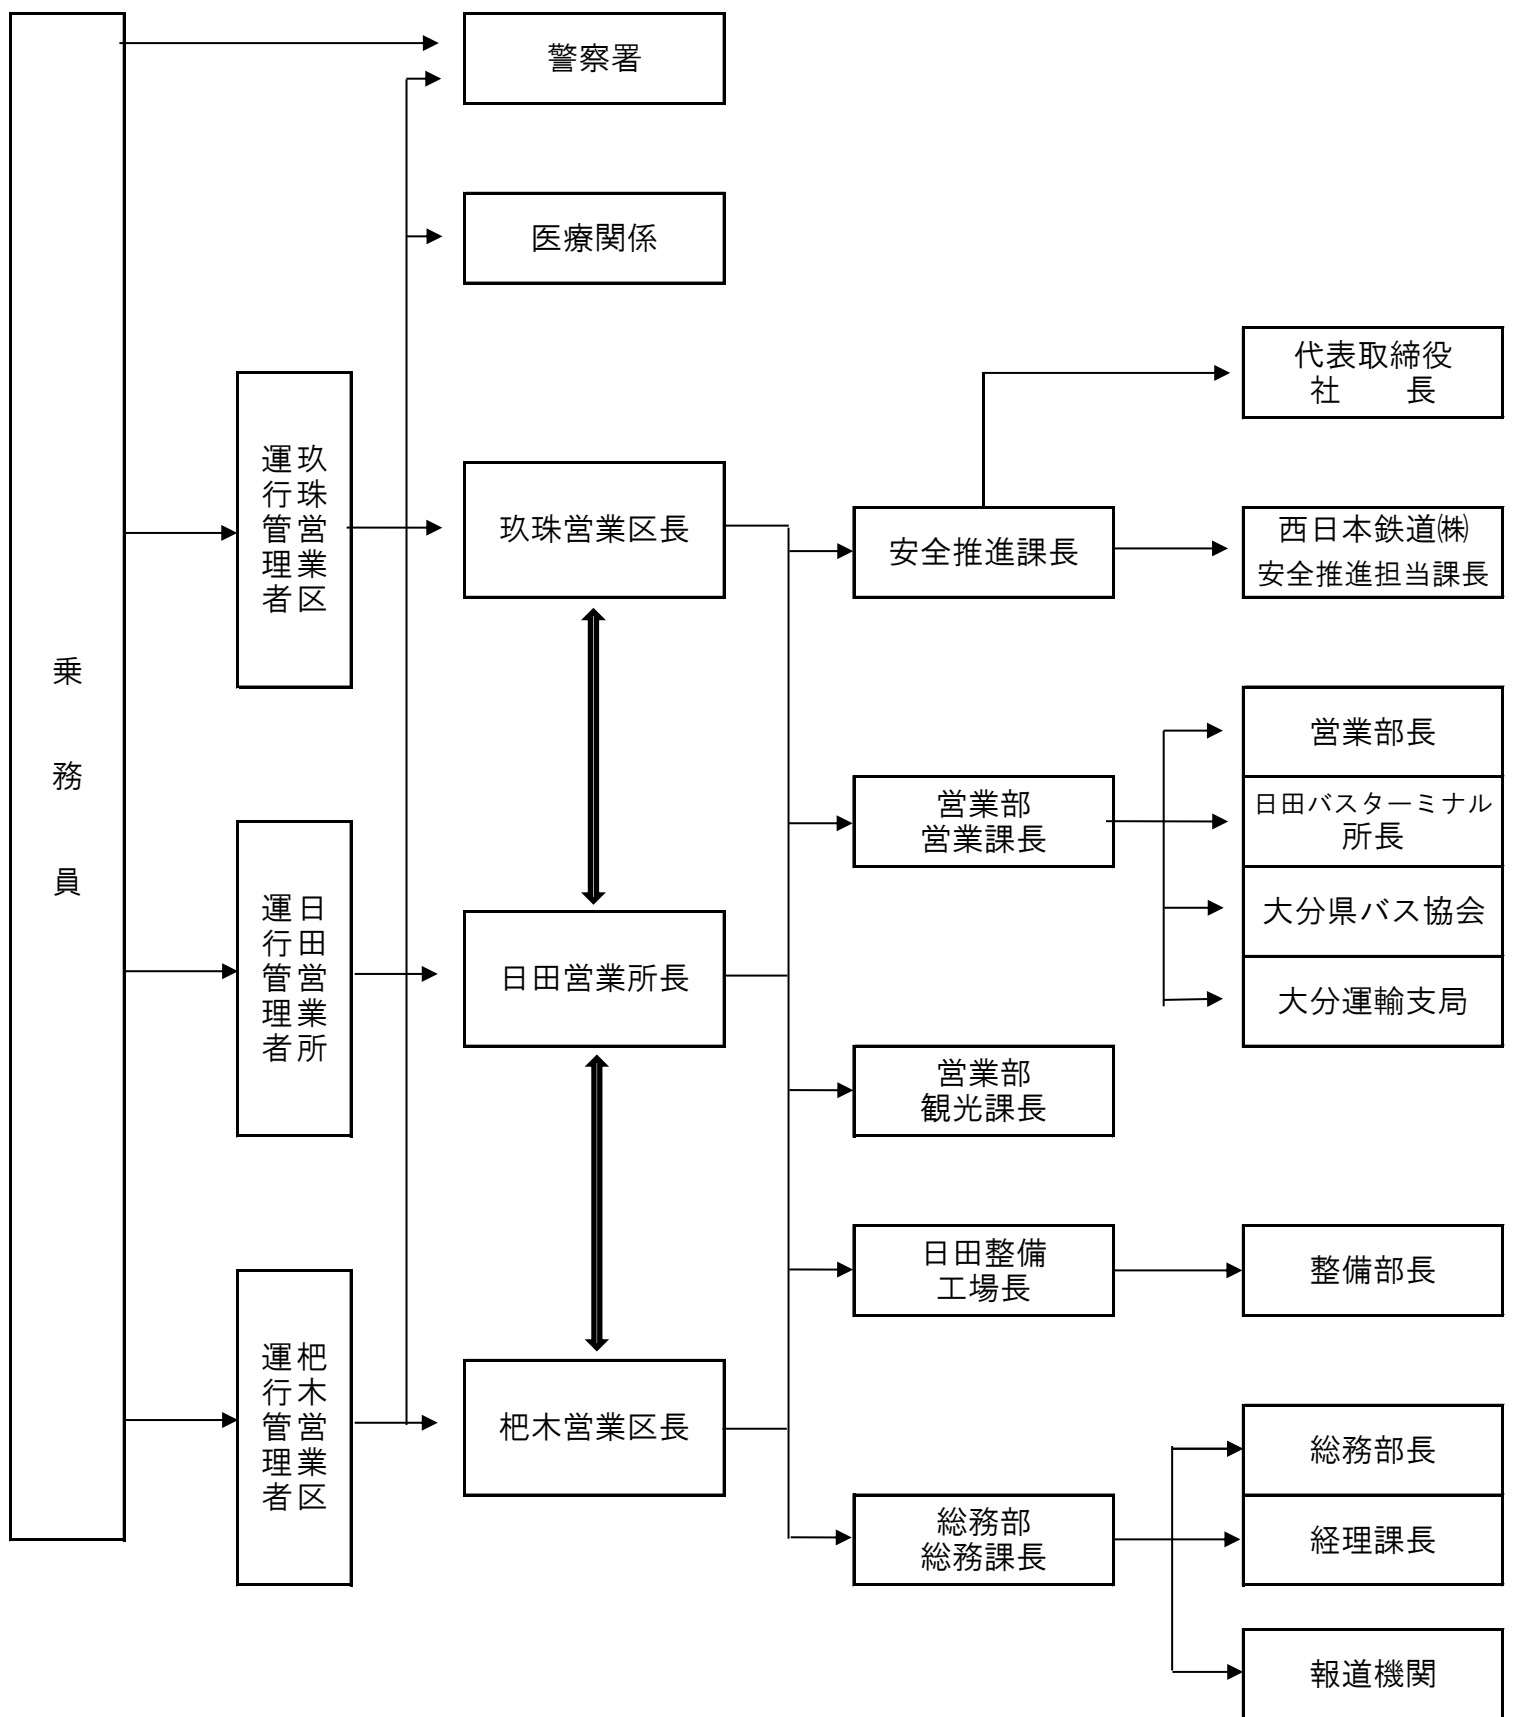 乗務員
警察署
医療関係
玖珠営業区
運行管理者
日田営業所
運行管理者
杷木営業区
運行管理者
玖珠営業区長
日田営業所長
杷木営業区長
安全推進課長
営業部
営業課長
営業部
観光課長
日田整備
工場長
総務部
総務課長
代表取締役
社　　長
西日本鉄道㈱
安全推進担当課長
営業部長
日田バスターミナル
所長
大分県バス協会
大分運輸支局
整備部長
総務部長
経理課長
報道機関